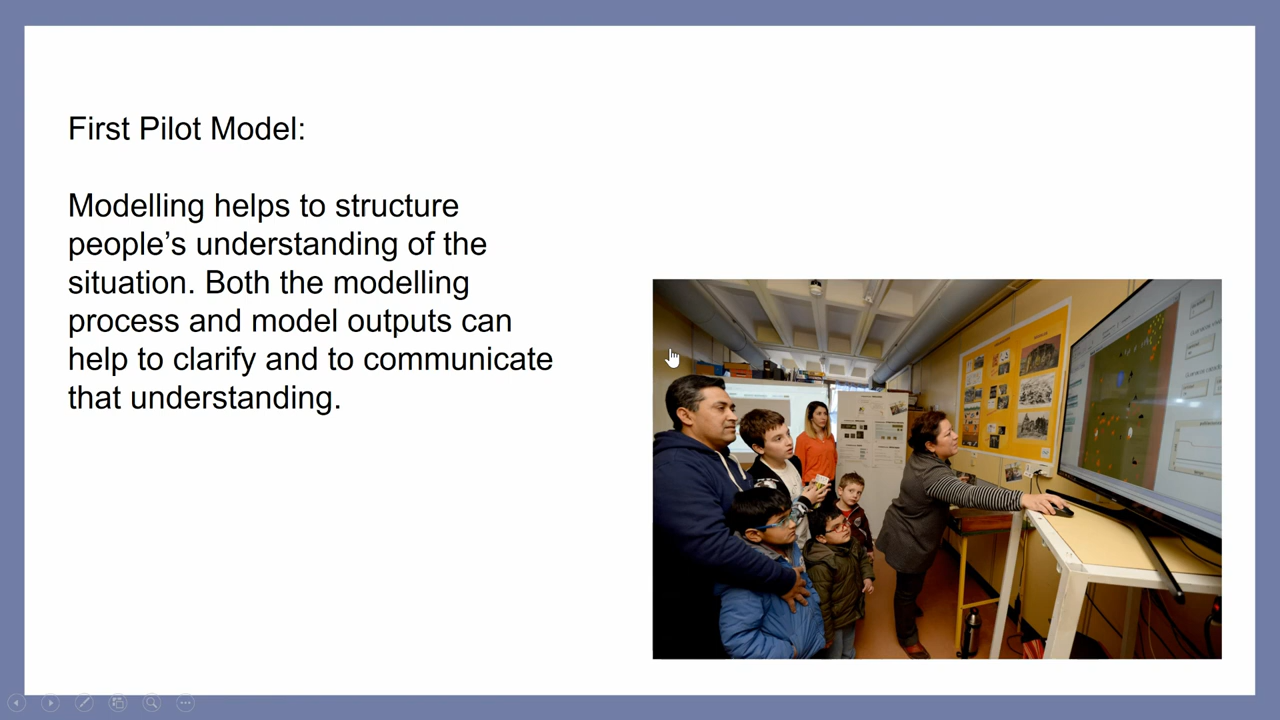 First Pilot Model:
Modelling helps to structure
people's understanding of the
situation. Both the modelling
process and model outputs can
help to clarify and to communicate
that understanding.